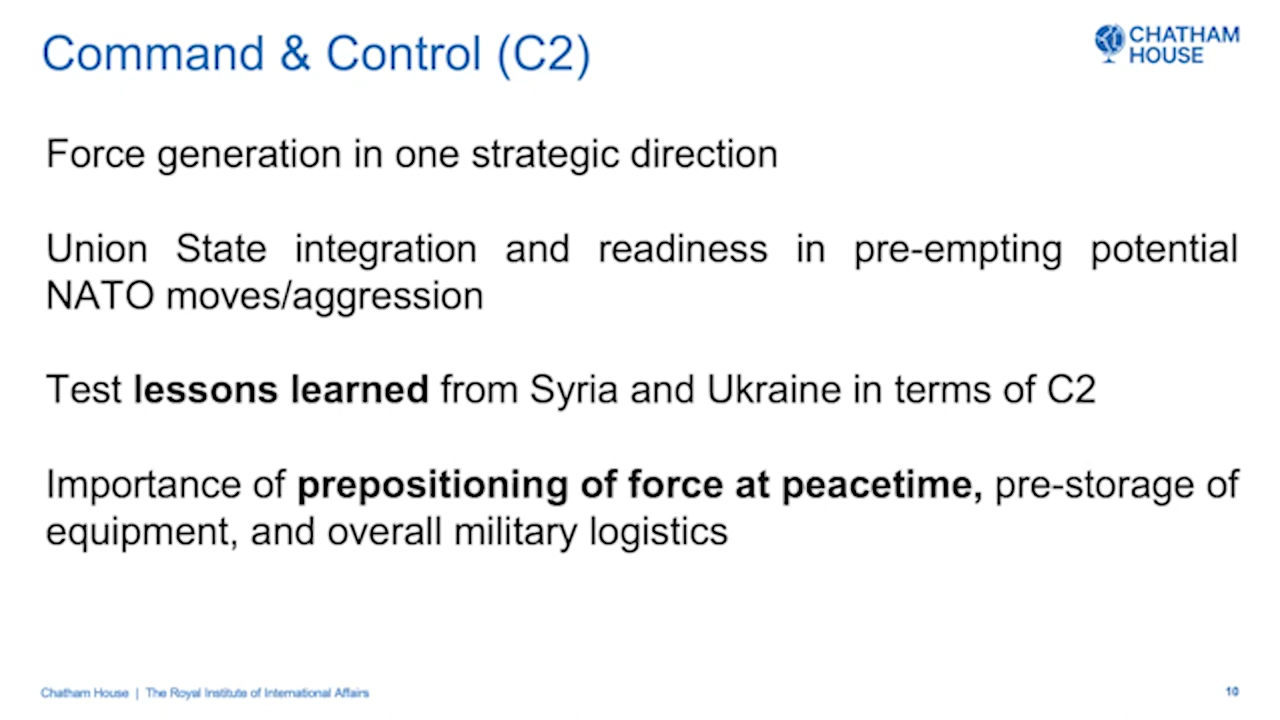 Command & Control (C2)
CHATHAM
HOUSE
Force generation in one strategic direction
Union State integration and readiness in pre-empting potential
NATO moves/aggression
Test lessons learned from Syria and Ukraine in terms of C2
Importance of prepositioning of force at peacetime, pre-storage of
equipment, and overall military logistics
Chatham House | The Royal Institute of International Affairs
10